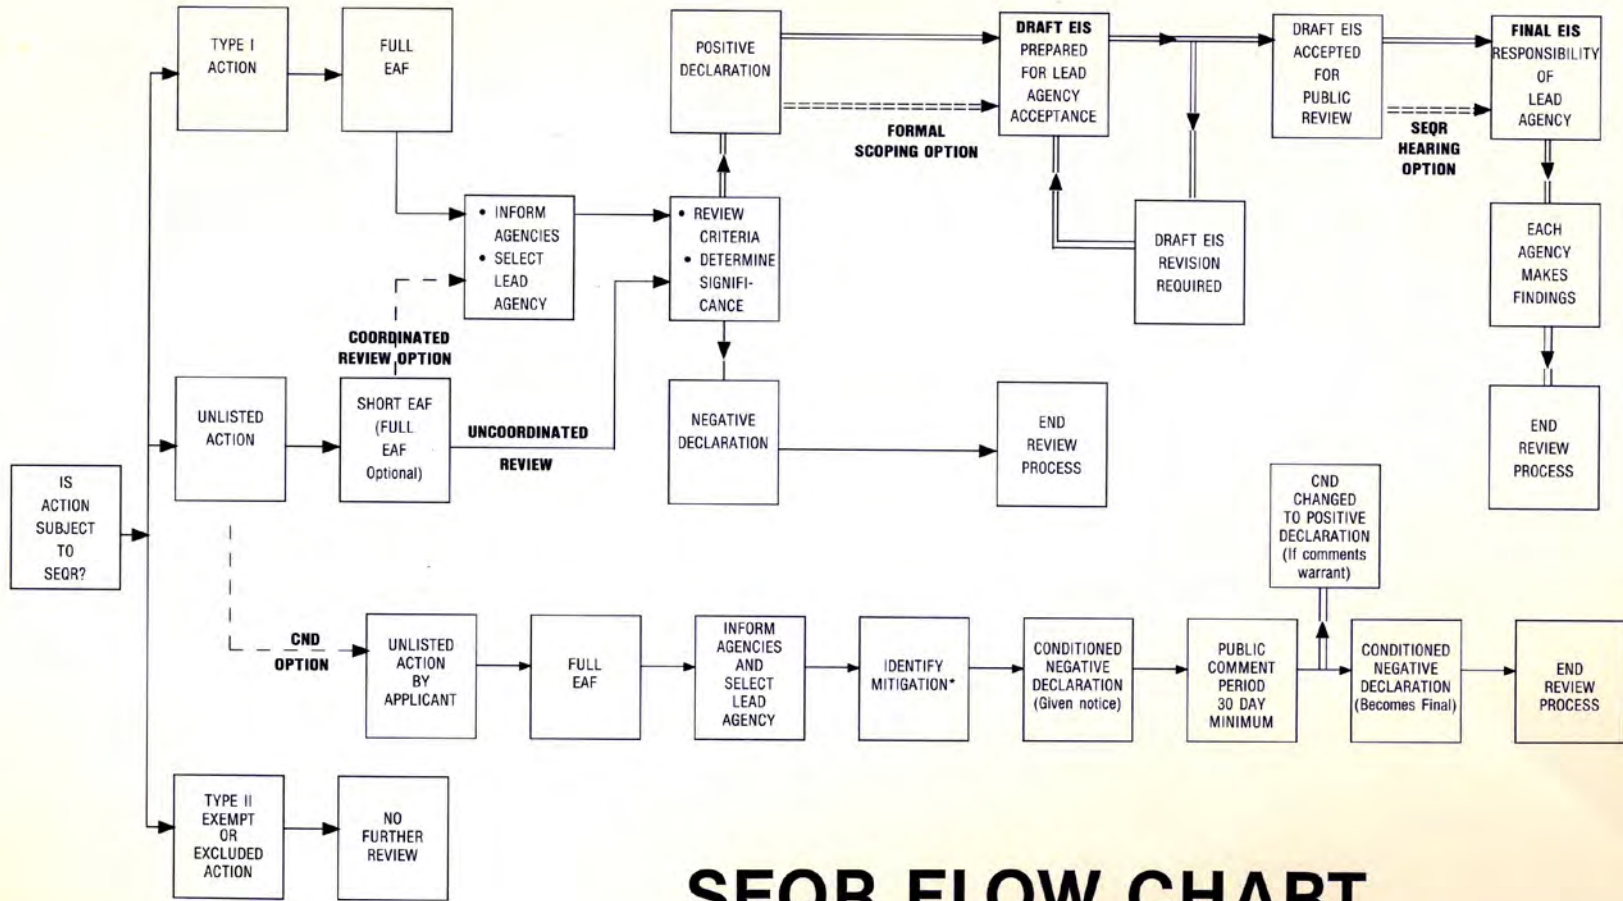 TYPE I
ACTION
FULL
EAF
POSITIVE
DECLARATION
FORMAL
SCOPING OPTION
DRAFT EIS
PREPARED
FOR LEAD
AGENCY
ACCEPTANCE
DRAFT EIS
ACCEPTED
FOR
PUBLIC
REVIEW
SEQR
HEARING
OPTION
FINAL EIS
RESPONSIBILITY
OF
LEAD
AGENCY
• INFORM
AGENCIES
• SELECT
LEAD
AGENCY
• REVIEW
CRITERIA
• DETERMINE
SIGNIFI-
CANCE
DRAFT EIS
REVISION
REQUIRED
EACH
AGENCY
MAKES
FINDINGS
COORDINATED
REVIEW OPTION
UNLISTED
ACTION
SHORT EAF
(FULL
EAF
Optional)
UNCOORDINATED
REVIEW
NEGATIVE
DECLARATION
END
REVIEW
PROCESS
END
REVIEW
PROCESS
IS
ACTION
SUBJECT
TO
SEQR?
CND
CHANGED
TO POSITIVE
DECLARATION
(If comments
warrant)
CND
OPTION
UNLISTED
ACTION
BY
APPLICANT
FULL
EAF
INFORM
AGENCIES
AND
SELECT
LEAD
AGENCY
IDENTIFY
MITIGATION*
CONDITIONED
NEGATIVE
DECLARATION
(Given notice)
PUBLIC
COMMENT
PERIOD
30 DAY
MINIMUM
CONDITIONED
NEGATIVE
DECLARATION
(Becomes Final)
END
REVIEW
PROCESS
TYPE II
EXEMPT
OR
EXCLUDED
ACTION
NO
FURTHER
REVIEW
SEQR FLOW CHART